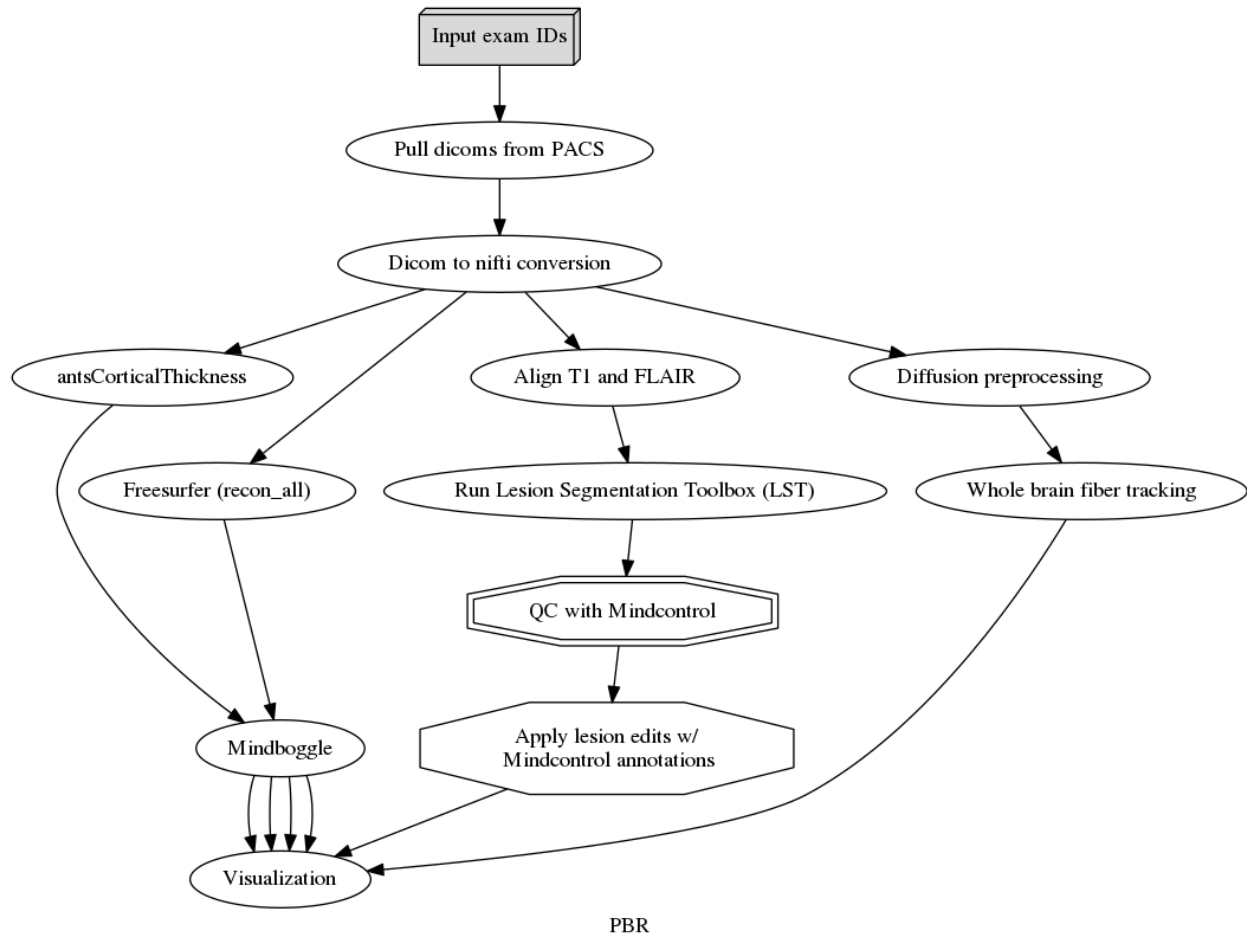 Input exam IDs
Pull dicoms from PACS
Dicom to nifti conversion
antsCorticalThickness
Align T1 and FLAIR
Diffusion preprocessing
Freesurfer (recon_all)
Run Lesion Segmentation Toolbox (LST)
Whole brain fiber tracking
QC with Mindcontrol
Mindboggle
Apply lesion edits w/
Mindcontrol annotations
Visualization
PBR